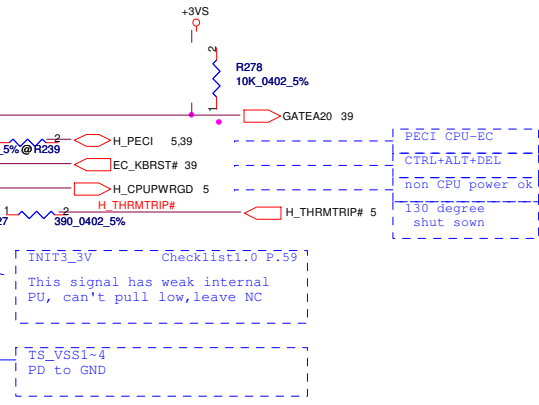 +3VS
2
R278
10K_0402_5%
1
GATEA20 39
PECI CPU-EC
2
H_PECI 5,39
5%@R239
CTRL+ALT+DEL
EC_KBRST# 39
non CPU power ok
H_CPUPWRGD 5
H_THRMTRIP#
130 degree
shut sown
1 2
H_THRMTRIP# 5
27 390_0402_5%
INIT3_3V Checklist1.0 P.59
This signal has weak internal
PU, can't pull low,leave NC
TS_VSS1~4
PD to GND